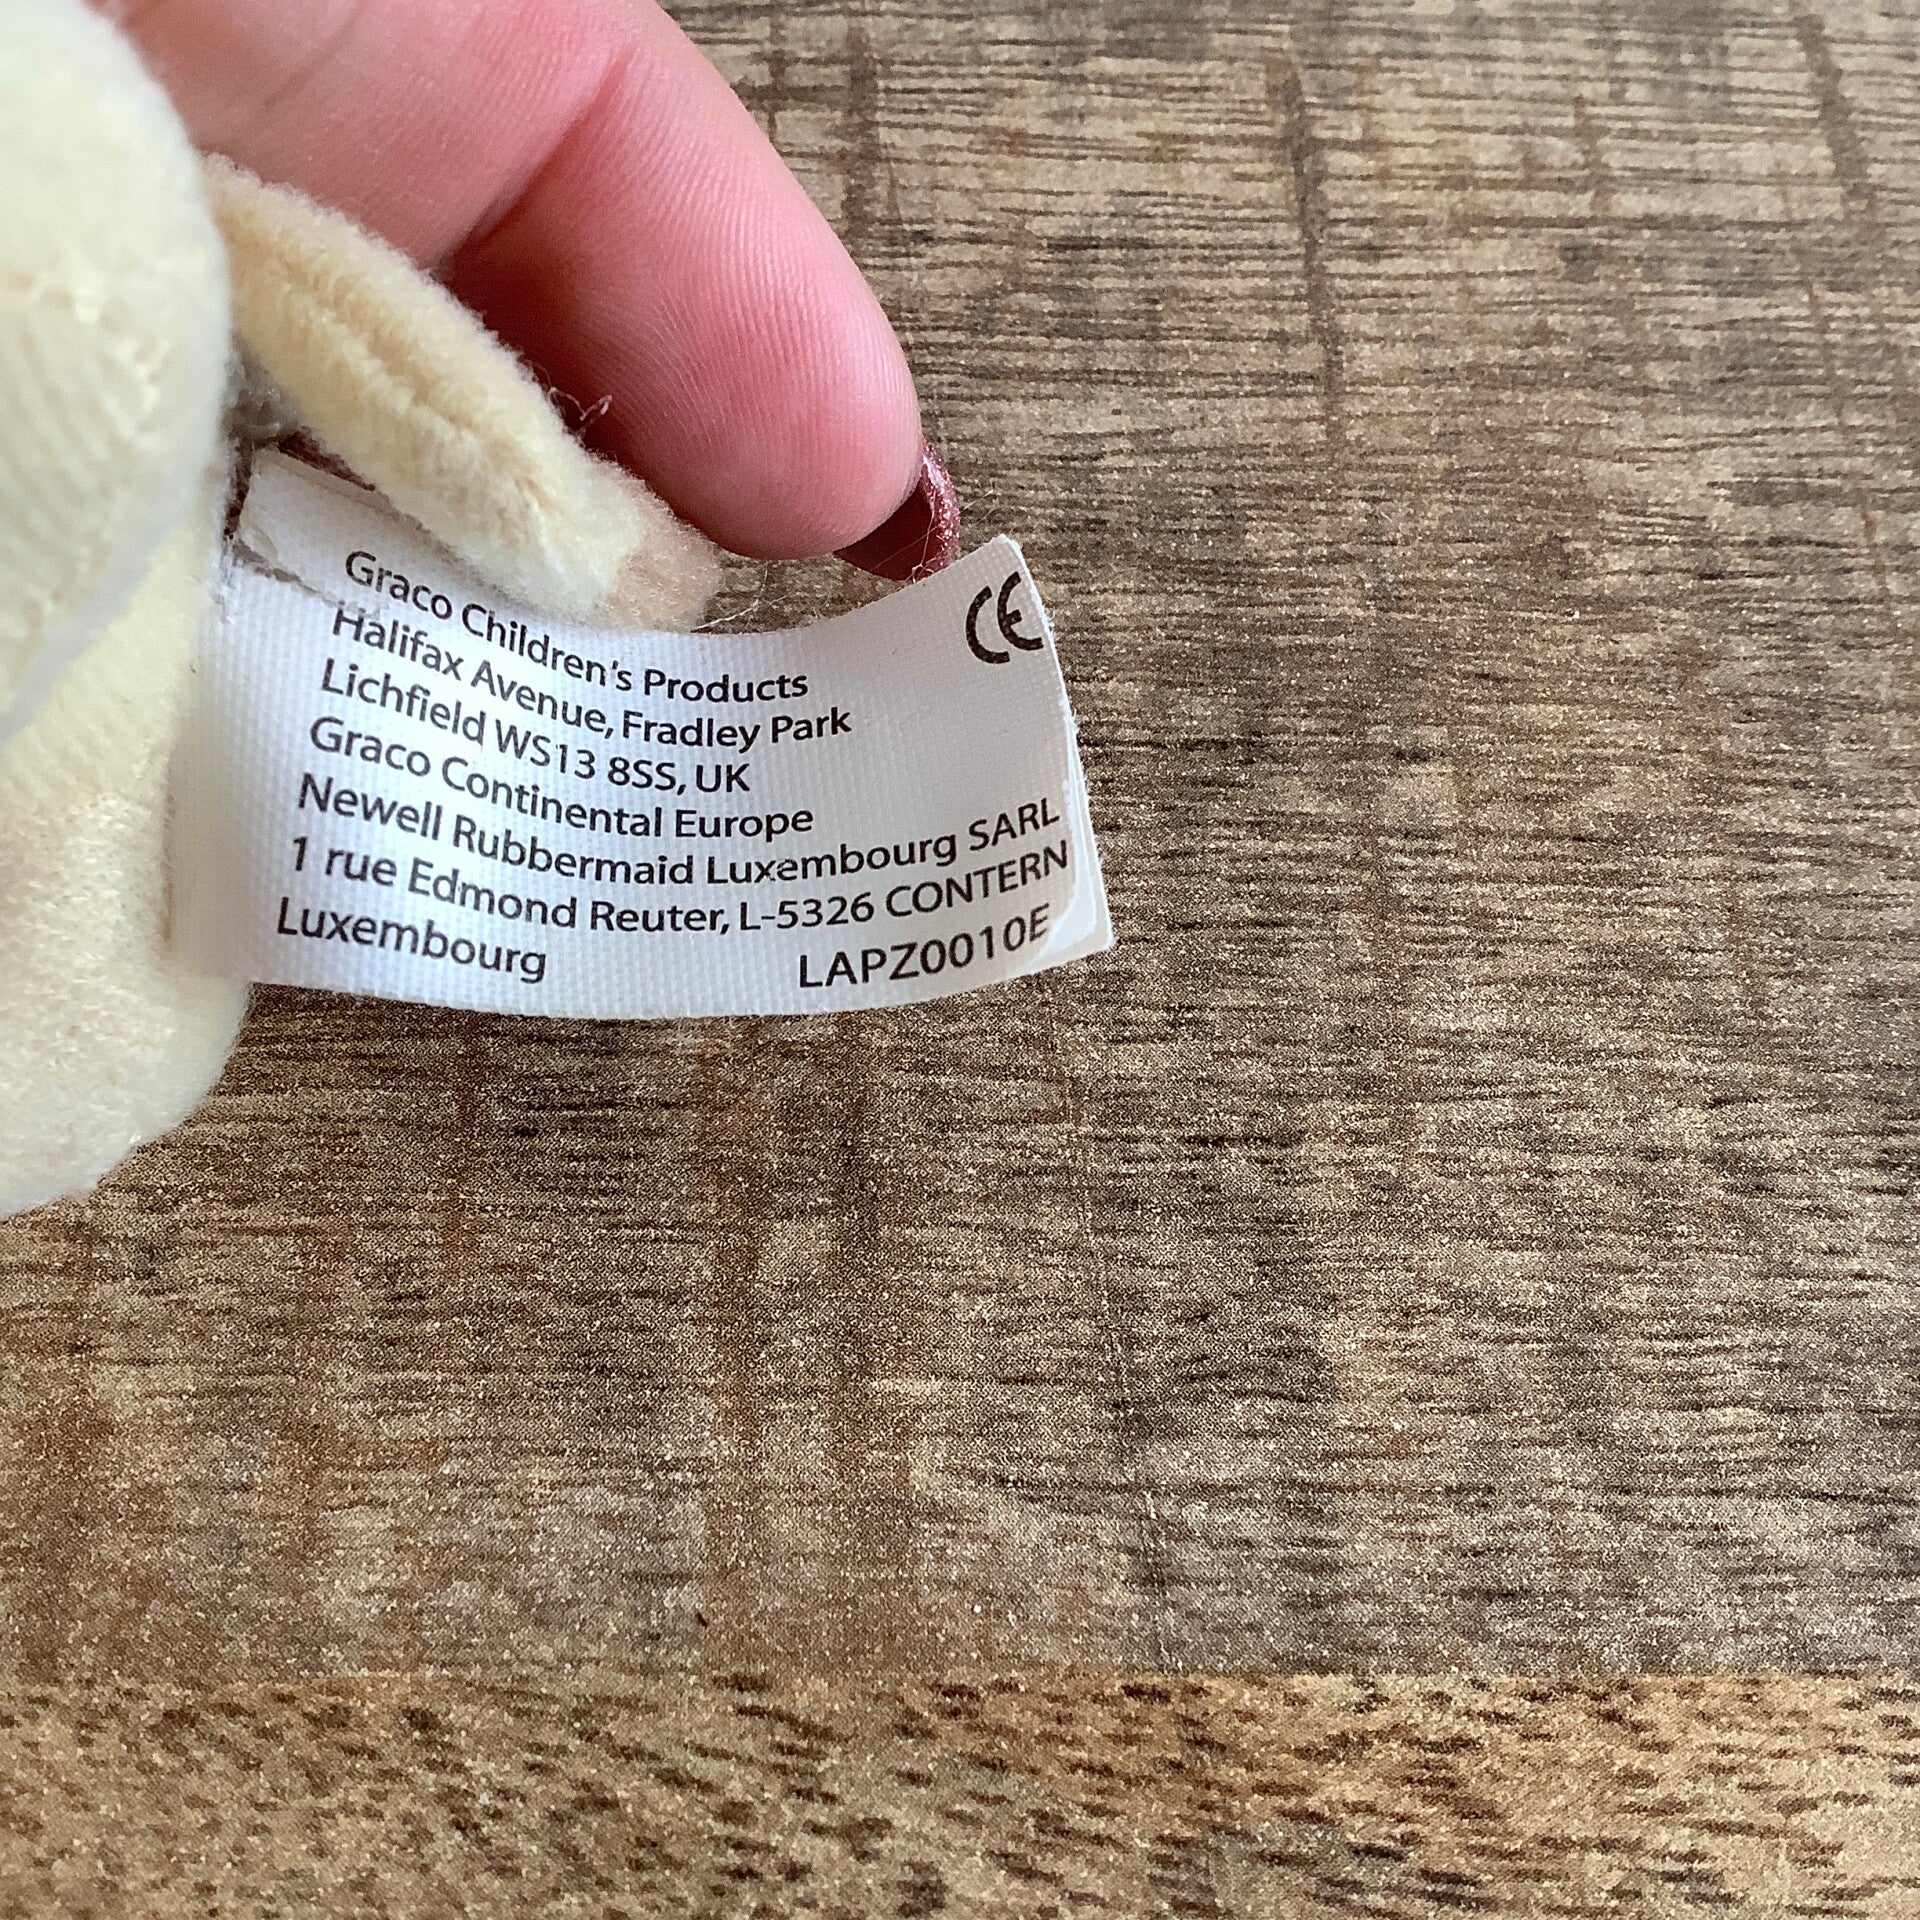 CE
Graco Children's Products
Halifax Avenue, Fradley Park
Lichfield WS13 8SS, UK
Graco Continental Europe
Newell Rubbermaid Luxembourg SARL
1 rue Edmond Reuter, L-5326 CONTERN
Luxembourg
LAPZ0010E